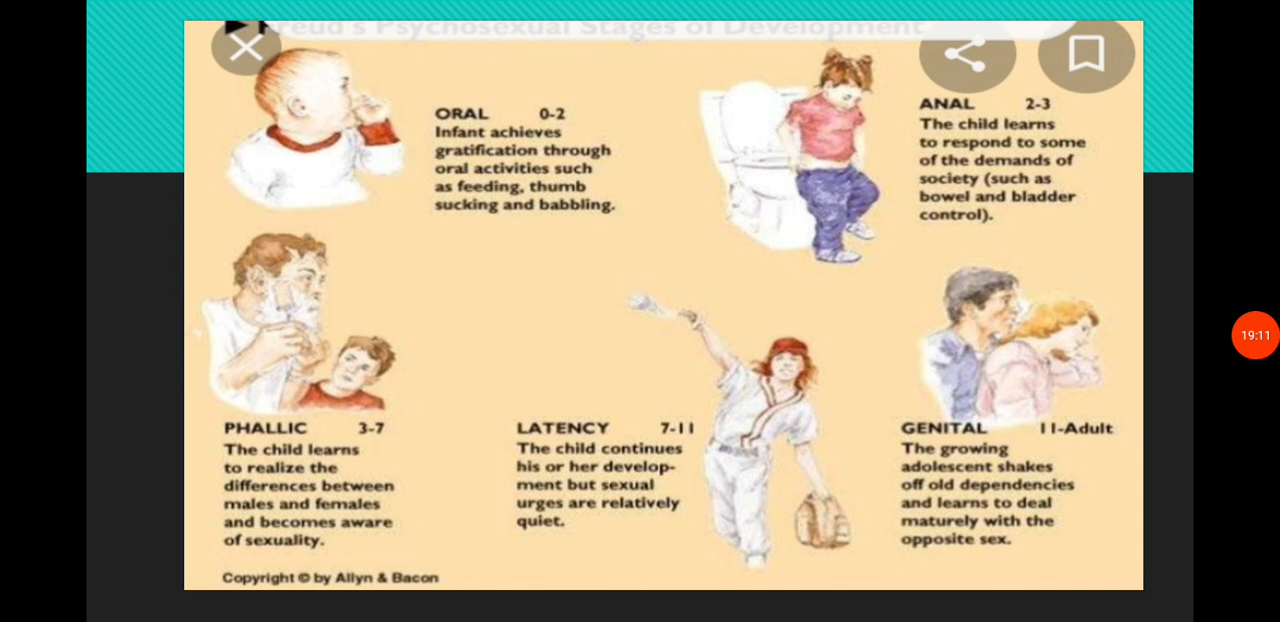 Freud's Psychosexual Stages of Development
ORAL 0-2
Infant achieves
gratification through
oral activities such
as feeding, thumb
sucking and babbling.
ANAL 2-3
The child learns
to respond to some
of the demands of
society (such as
bowel and bladder
control).
PHALLIC 3-7
The child learns
to realize the
differences between
males and females
and becomes aware
of sexuality.
LATENCY 7-11
The child continues
his or her develop-
ment but sexual
urges are relatively
quiet.
GENITAL 11-Adult
The growing
adolescent shakes
off old dependencies
and learns to deal
maturely with the
opposite sex.
Copyright © by Allyn & Bacon
19:11